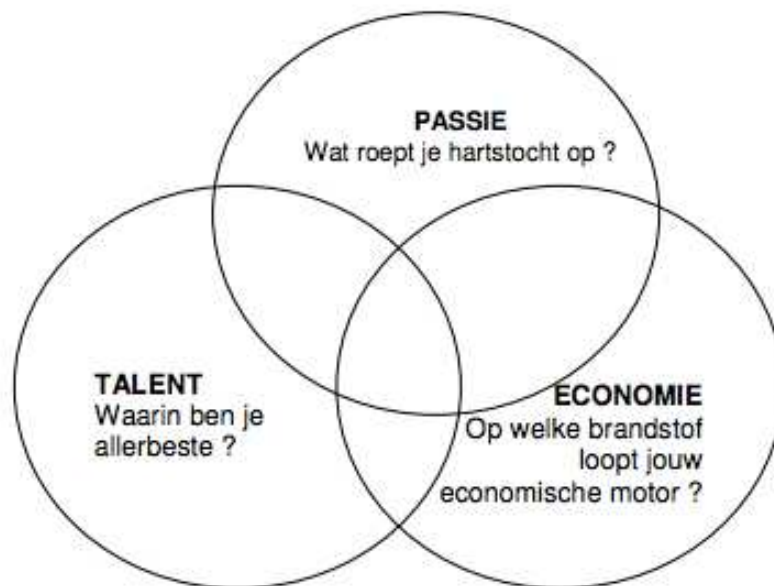 PASSIE
Wat roept je hartstocht op ?
TALENT
Waarin ben je
allerbeste ?
ECONOMIE
Op welke brandstof
loopt jouw
economische motor ?